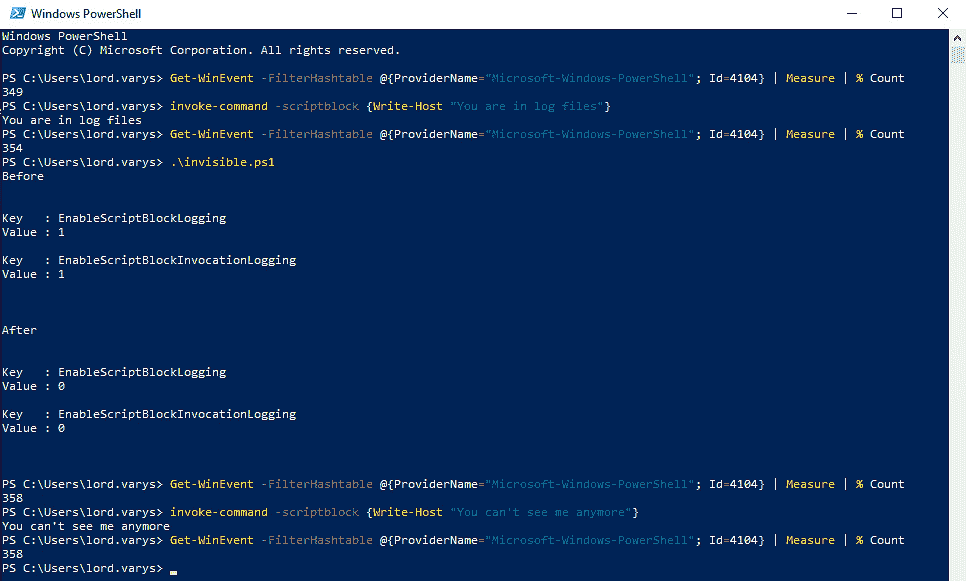 Windows PowerShell
Windows PowerShell
Copyright (C) Microsoft Corporation. All rights reserved.
PS C:\Users\lord.varys> Get-WinEvent -FilterHashtable @{ProviderName="Microsoft-Windows-PowerShell"; Id=4104} | Measure | % Count
349
PS C:\Users\lord.varys> invoke-command -scriptblock {Write-Host "You are in log files"}
You are in log files
PS C:\Users\lord.varys> Get-WinEvent -FilterHashtable @{ProviderName="Microsoft-Windows-PowerShell"; Id=4104} | Measure | % Count
354
PS C:\Users\lord.varys> .\invisible.ps1
Before
Key   : EnableScriptBlockLogging
Value : 1
Key   : EnableScriptBlockInvocationLogging
Value : 1
After
Key   : EnableScriptBlockLogging
Value : 0
Key   : EnableScriptBlockInvocationLogging
Value : 0
PS C:\Users\lord.varys> Get-WinEvent -FilterHashtable @{ProviderName="Microsoft-Windows-PowerShell"; Id=4104} | Measure | % Count
358
PS C:\Users\lord.varys> invoke-command -scriptblock {Write-Host "You can't see me anymore"}
You can't see me anymore
PS C:\Users\lord.varys> Get-WinEvent -FilterHashtable @{ProviderName="Microsoft-Windows-PowerShell"; Id=4104} | Measure | % Count
358
PS C:\Users\lord.varys> _